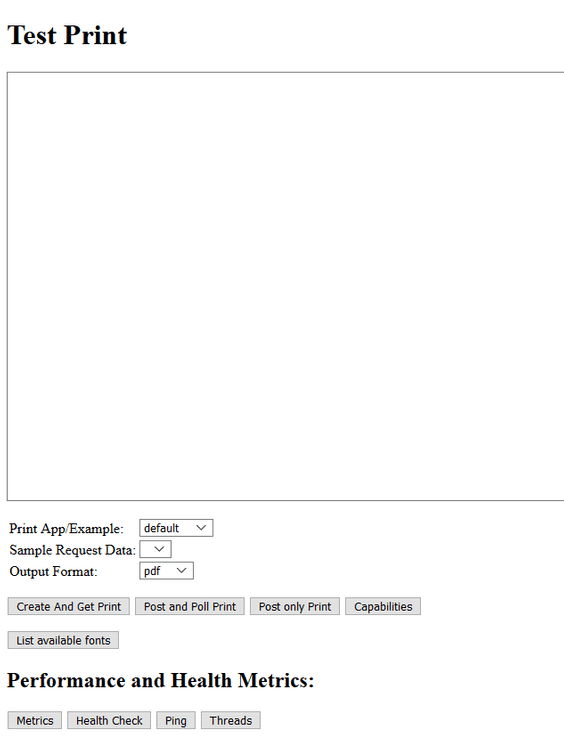 Test Print
Print App/Example: default
Sample Request Data:
Output Format: pdf
Create And Get Print Post and Poll Print Post only Print Capabilities
List available fonts
Performance and Health Metrics:
Metrics Health Check Ping Threads